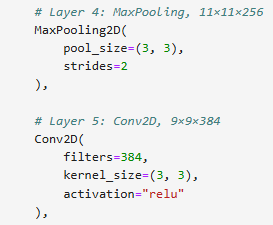 # Layer 4: MaxPooling, 11×11×256
MaxPooling2D(
pool_size=(3, 3),
strides=2
),
# Layer 5: Conv2D, 9×9×384
Conv2D(
filters=384,
kernel_size=(3, 3),
activation="relu"
),